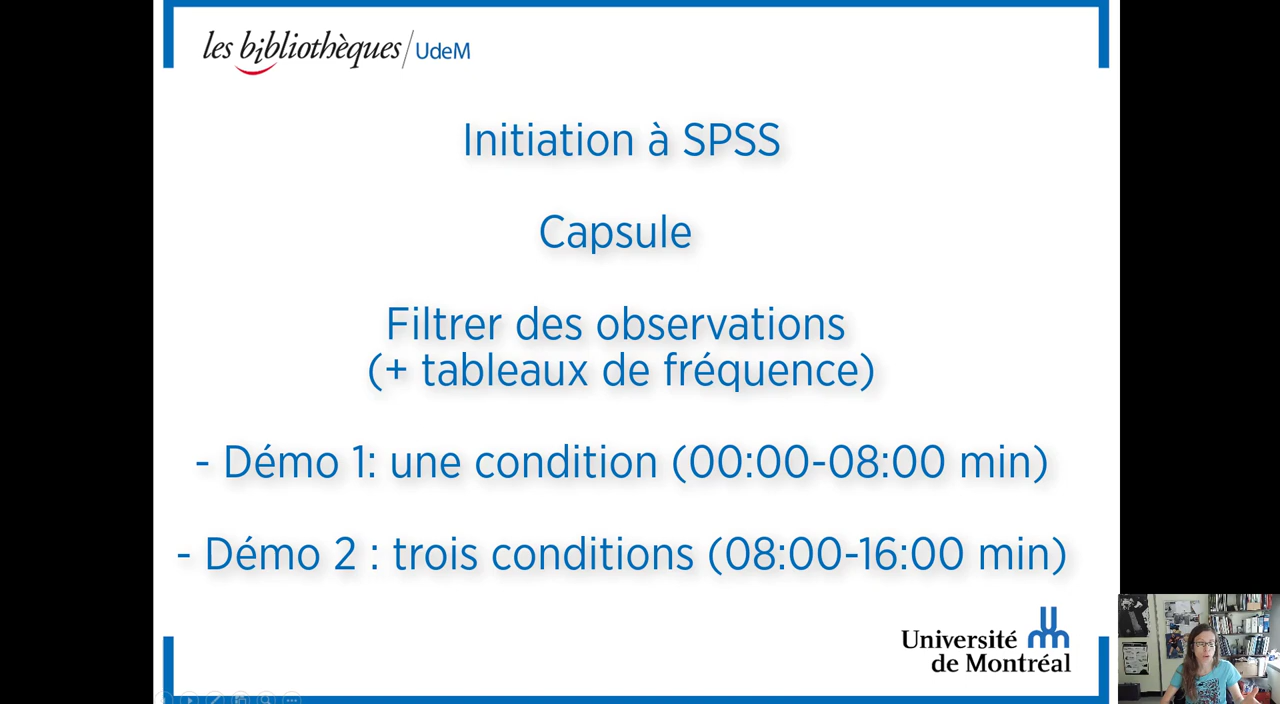 les bibliothèques/UdeM
Initiation à SPSS
Capsule
Filtrer des observations
(+ tableaux de fréquence)
- Démo 1: une condition (00:00-08:00 min)
- Démo 2 : trois conditions (08:00-16:00 min)
Université
de Montréal